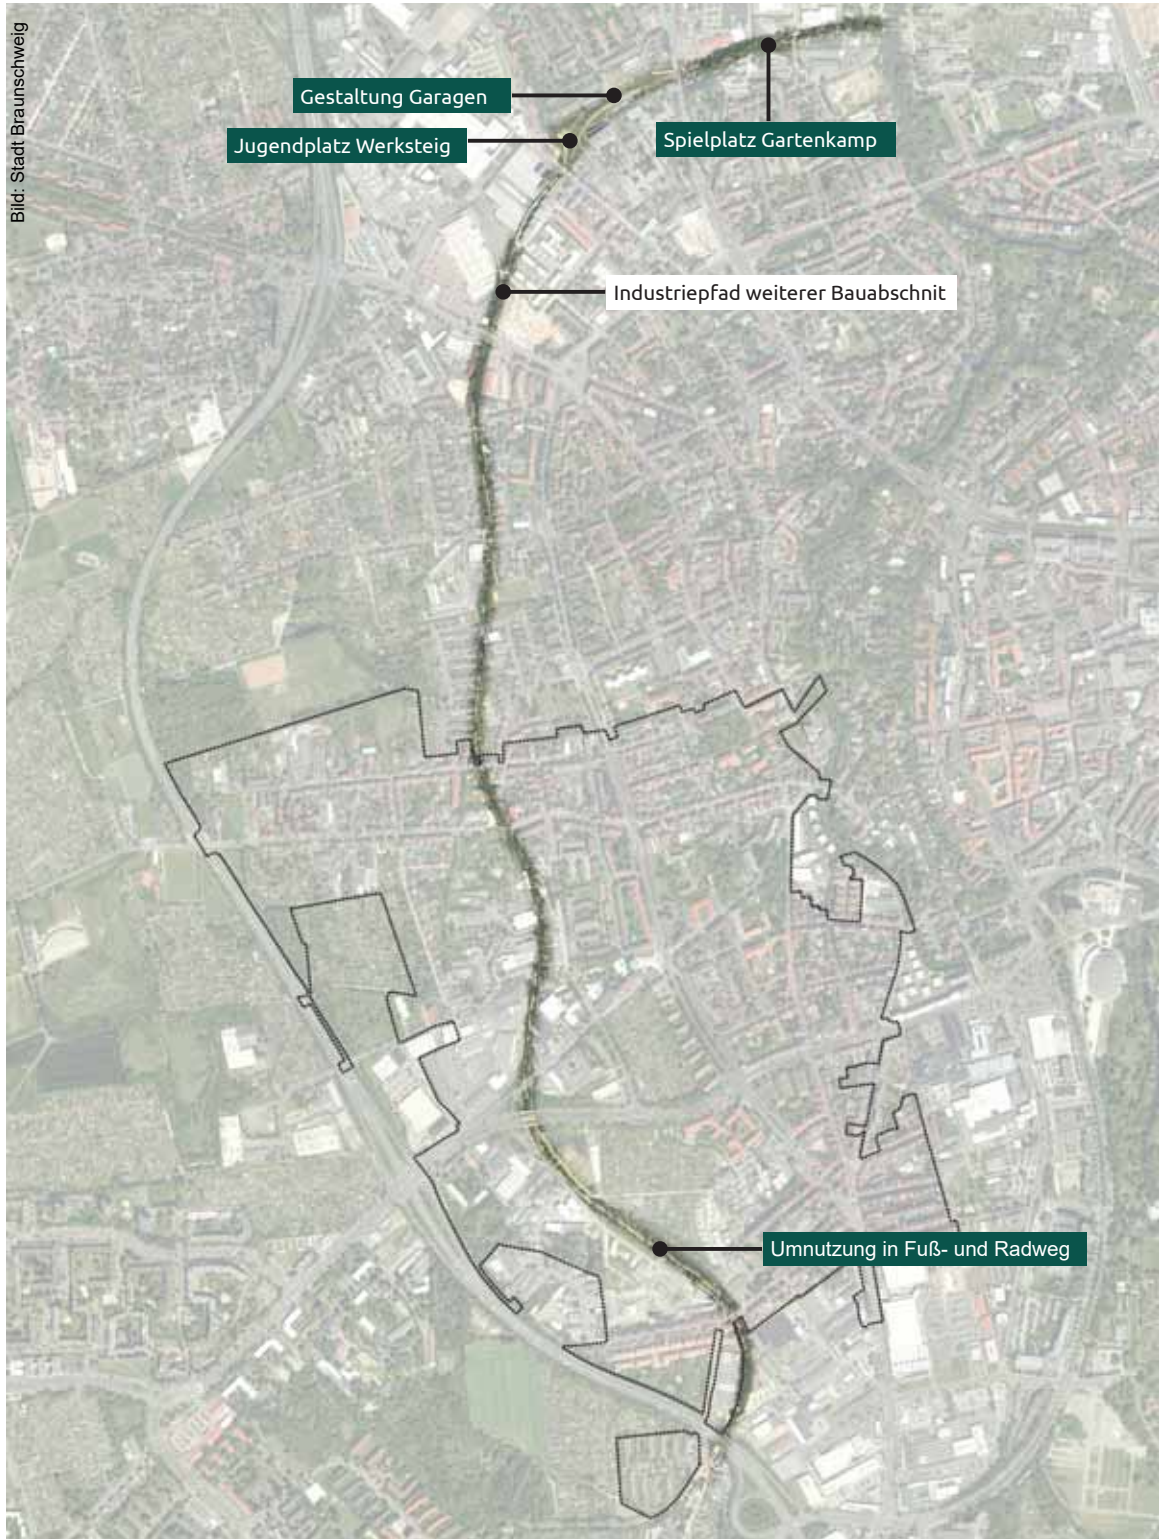 Bild: Stadt Braunschweig
Gestaltung Garagen
Jugendplatz Werksteig
Spielplatz Gartenkamp
Industriepfad weiterer Bauabschnit
Umnutzung in Fuß- und Radweg